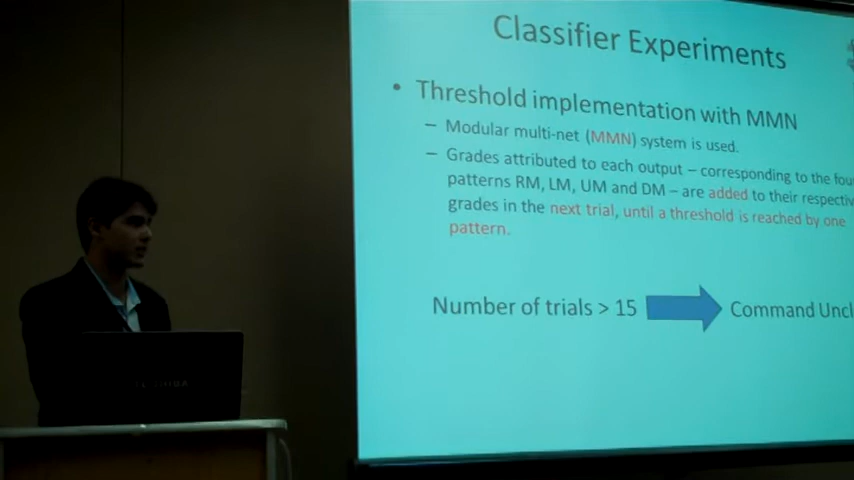 Classifier Experiments
• Threshold implementation with MMN
– Modular multi-net (MMN) system is used.
– Grades attributed to each output – corresponding to the
patterns RM, LM, UM and DM – are added to their
grades in the next trial, until a threshold is reached by one
pattern.
Number of trials > 15
Command